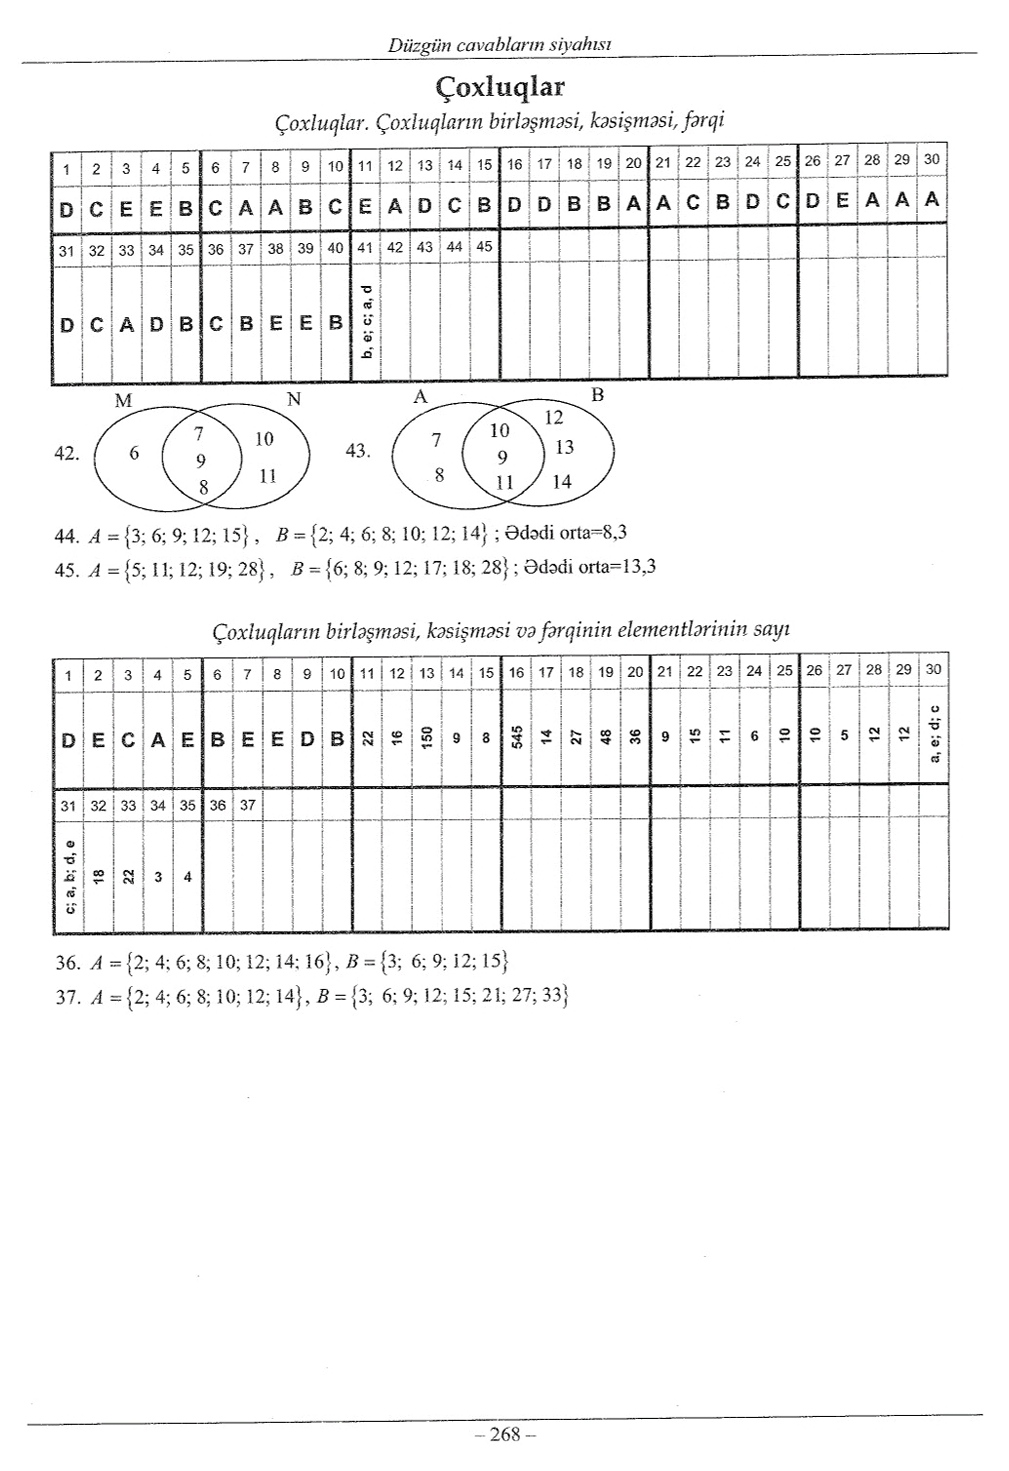 Düzgün cavabların siyahısı
Çoxluqlar
Çoxluqlar. Çoxluqların birləşməsi, kəsişməsi, fərqi
1 2 3 4 5 6 7 8 9 10 11 12 13 14 15 16 17 18 19 20 21 22 23 24 25 26 27 28 29 30
D C E E B C A A B C E A D C B D D B B A A C B D C D E A A A
31 32 33 34 35 36 37 38 39 40 41 42 43 44 45
D C A D B C B E E B b, e; c; a, d
M N A B
42. 6 7 9 8 10 11 43. 7 8 10 9 11 12 13 14
44. A = {3; 6; 9; 12; 15} , B = {2; 4; 6; 8; 10; 12; 14} ; Ədədi orta=8,3
45. A = {5; 11; 12; 19; 28} , B = {6; 8; 9; 12; 17; 18; 28} ; Ədədi orta=13,3
Çoxluqların birləşməsi, kəsişməsi və fərqinin elementlərinin sayı
1 2 3 4 5 6 7 8 9 10 11 12 13 14 15 16 17 18 19 20 21 22 23 24 25 26 27 28 29 30
D E C A E B E E D B 22 16 150 9 8 545 14 27 48 36 9 15 11 6 10 10 5 12 12 a, e; d; c
31 32 33 34 35 36 37
c; a, b; d, e 18 22 3 4
36. A = {2; 4; 6; 8; 10; 12; 14; 16}, B = {3; 6; 9; 12; 15}
37. A = {2; 4; 6; 8; 10; 12; 14}, B = {3; 6; 9; 12; 15; 21; 27; 33}
– 268 –